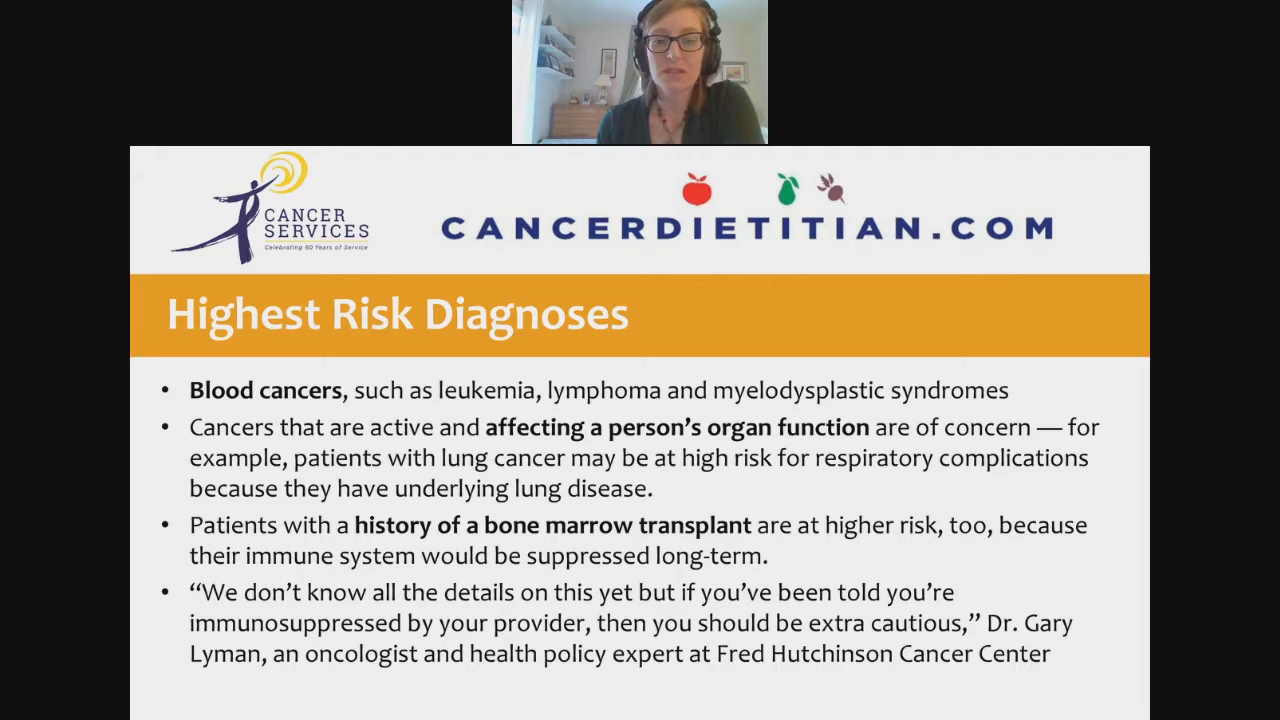 CANCER
SERVICES
Celebrating 60 Years of Service
CANCERDIETITIAN.COM
Highest Risk Diagnoses
• Blood cancers, such as leukemia, lymphoma and myelodysplastic syndromes
• Cancers that are active and affecting a person’s organ function are of concern — for
example, patients with lung cancer may be at high risk for respiratory complications
because they have underlying lung disease.
• Patients with a history of a bone marrow transplant are at higher risk, too, because
their immune system would be suppressed long-term.
• “We don’t know all the details on this yet but if you’ve been told you’re
immunosuppressed by your provider, then you should be extra cautious,” Dr. Gary
Lyman, an oncologist and health policy expert at Fred Hutchinson Cancer Center